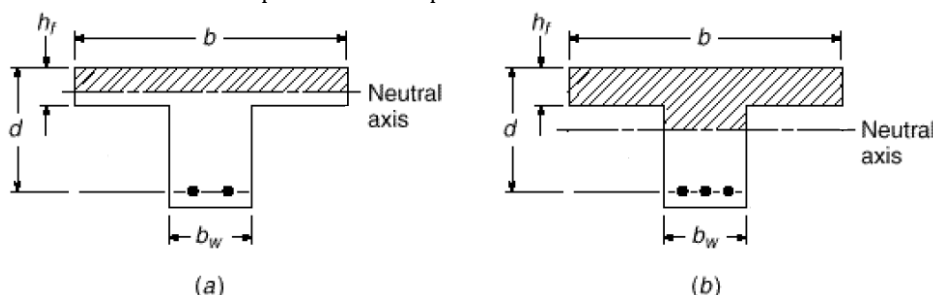 h_f
b
d
Neutral
axis
b_w
(a)
h_f
b
d
Neutral
axis
b_w
(b)